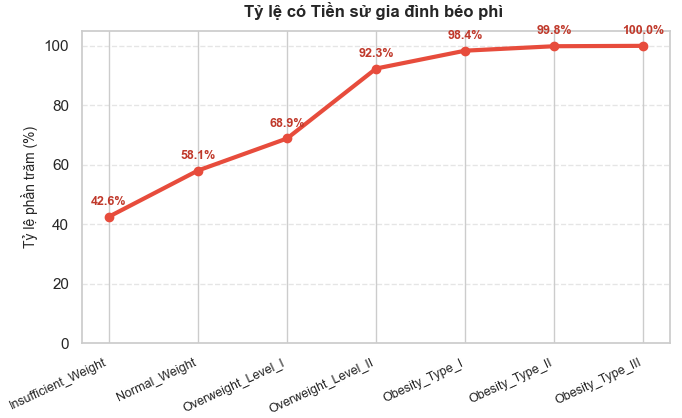 Tỷ lệ có Tiền sử gia đình béo phì
Tỷ lệ phần trăm (%)
100
80
60
40
20
0
42.6%
58.1%
68.9%
92.3%
98.4%
99.8%
100.0%
Insufficient_Weight
Normal_Weight
Overweight_Level_I
Overweight_Level_II
Obesity_Type_I
Obesity_Type_II
Obesity_Type_III